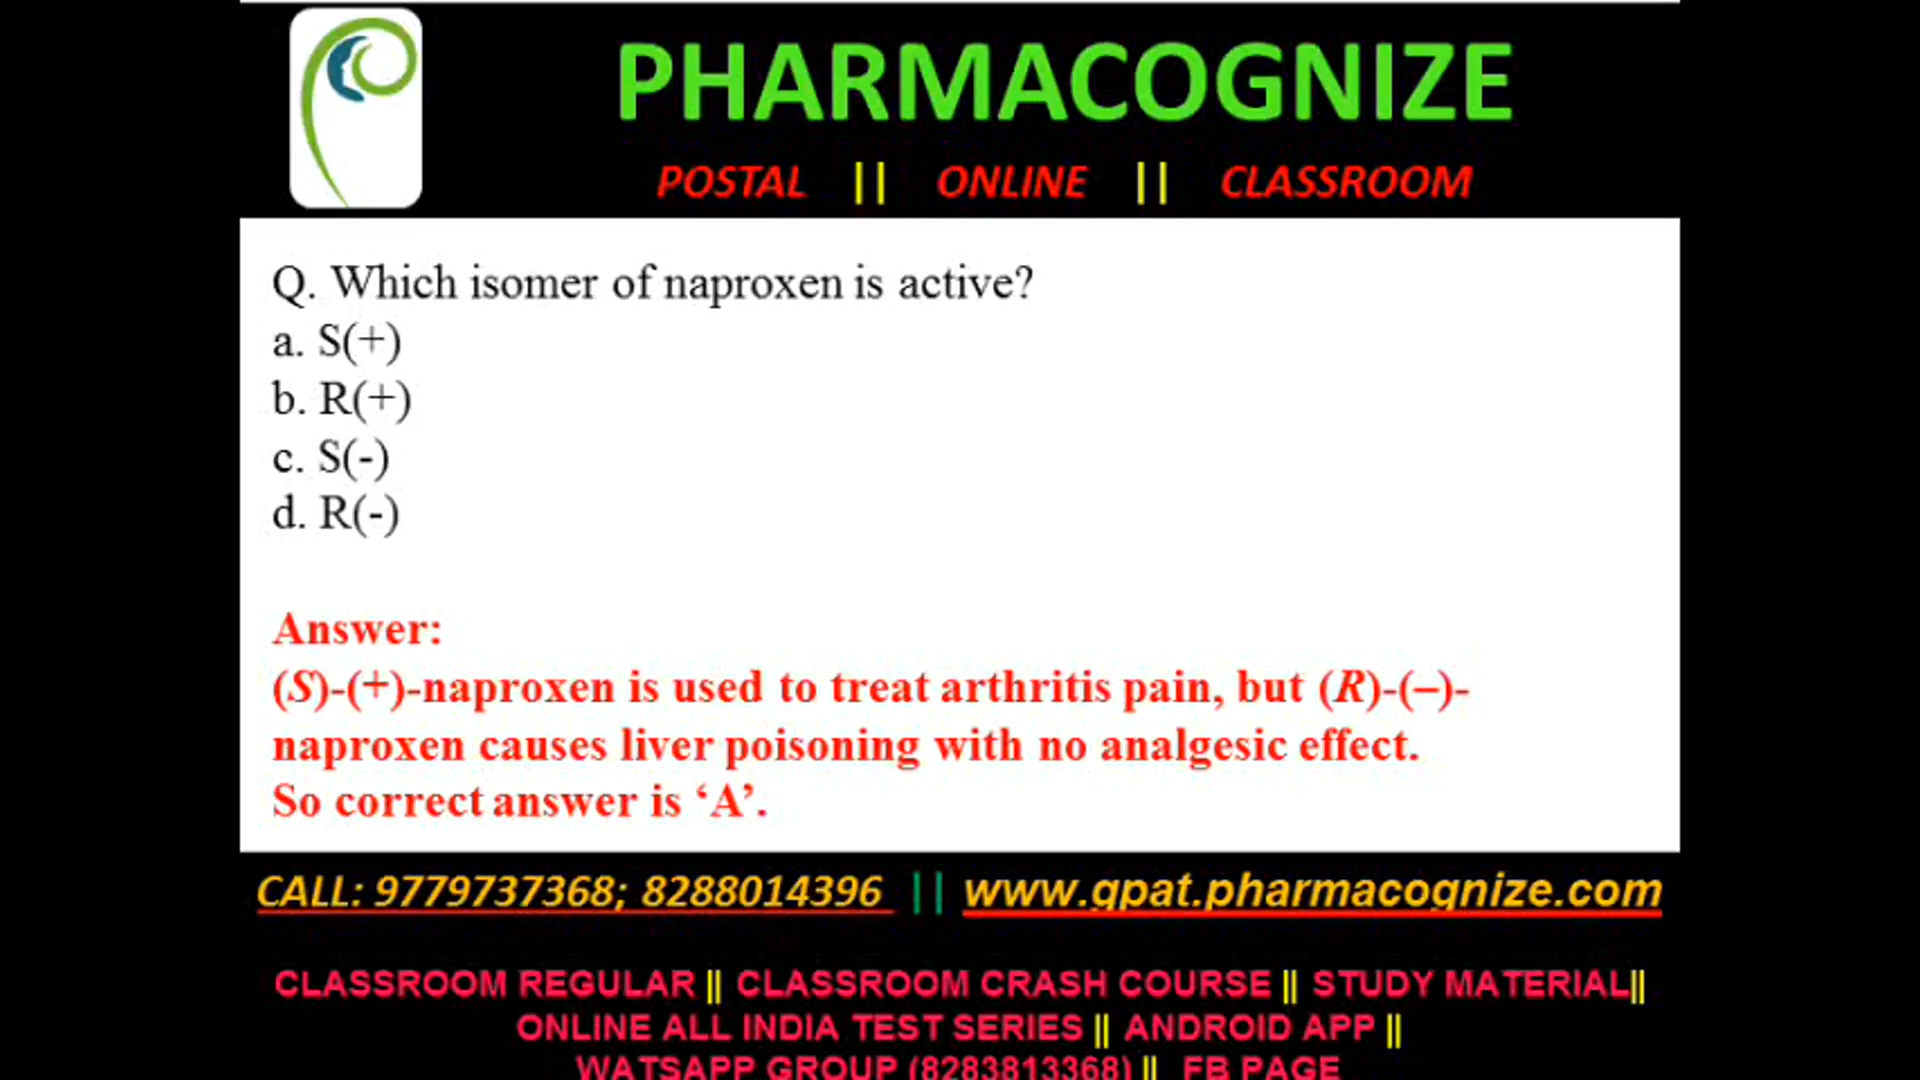 PHARMACOGNIZE
POSTAL || ONLINE || CLASSROOM
Q. Which isomer of naproxen is active?
a. S(+)
b. R(+)
c. S(-)
d. R(-)
Answer:
(S)-(+)-naproxen is used to treat arthritis pain, but (R)-(–)-
naproxen causes liver poisoning with no analgesic effect.
So correct answer is ‘A’.
CALL: 9779737368; 8288014396 || www.gpat.pharmacognize.com
CLASSROOM REGULAR || CLASSROOM CRASH COURSE || STUDY MATERIAL||
ONLINE ALL INDIA TEST SERIES || ANDROID APP ||
WATSAPP GROUP (8283813368) || FB PAGE